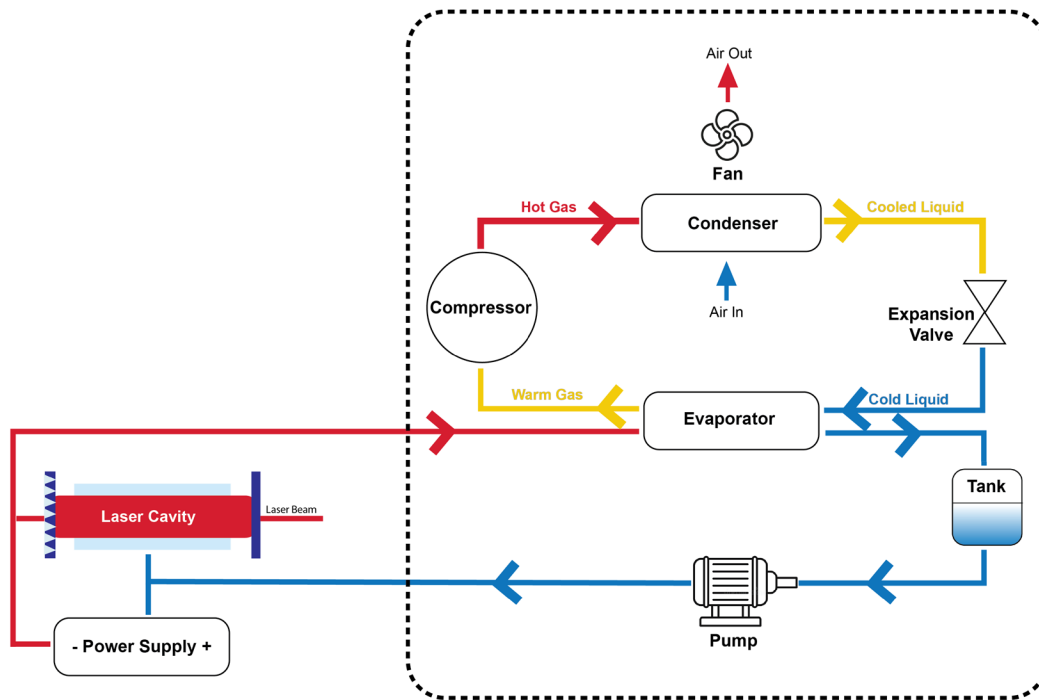 Air Out
Fan
Hot Gas
Condenser
Cooled Liquid
Compressor
Air In
Expansion
Valve
Warm Gas
Evaporator
Cold Liquid
Tank
Laser Cavity
Laser Beam
Pump
- Power Supply +